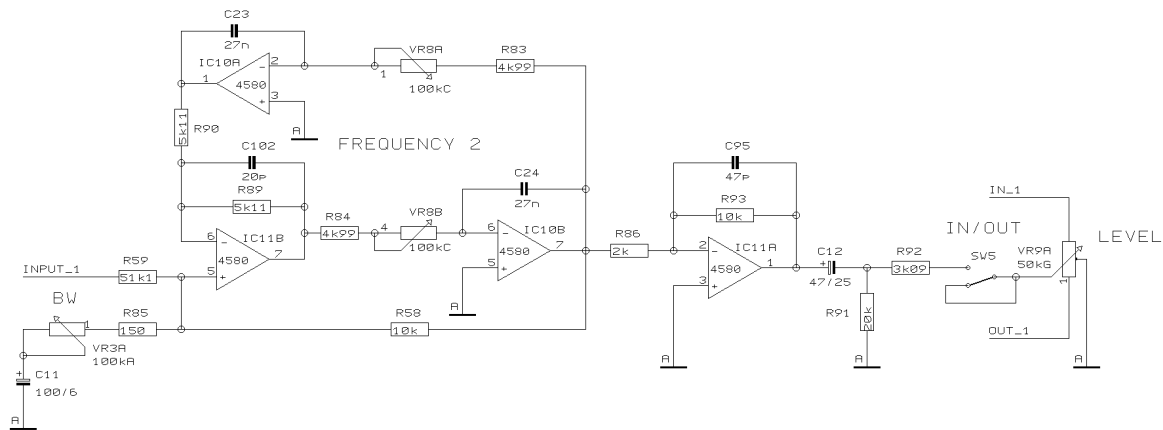 C23
27n
IC10A
2
1
4580
3
VR8A
1
100kC
R83
4k99
A
5k11
R90
FREQUENCY 2
C102
20p
R89
5k11
C24
27n
R84
4k99
4
VR8B
100kC
6
IC10B
4580
7
5
A
6
IC11B
4580
7
5
INPUT_1
R59
51k1
BW
1
VR3A
100kA
R85
150
R58
10k
+
C11
100/6
A
R86
2k
C95
47p
R93
10k
2
IC11A
4580
1
3
A
C12
+
47/25
R91
20k
A
R92
3k09
IN/OUT
SW5
IN_1
VR9A
50kG
1
LEVEL
OUT_1
A